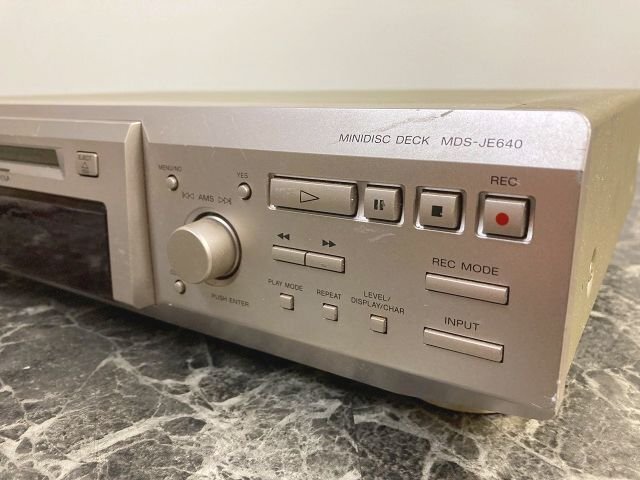 MINIDISC DECK MDS-JE640
EJECT
MENU/NO
YES
REC
AMS
REC MODE
PUSH ENTER
PLAY MODE
REPEAT
LEVEL/
DISPLAY/CHAR
INPUT